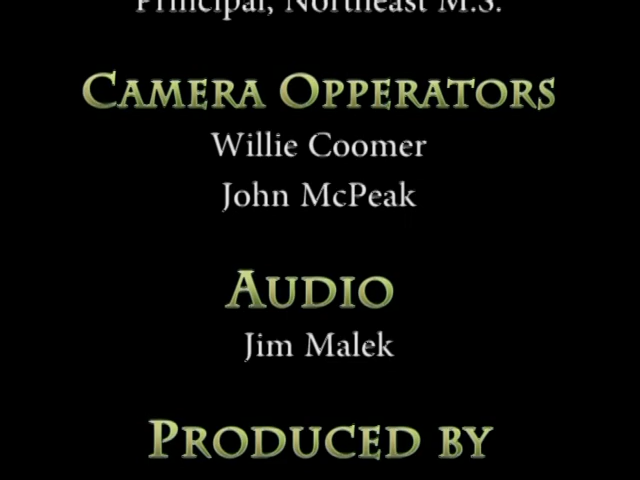 Principal, Northeast M.S.
Camera Opperators
Willie Coomer
John McPeak
Audio
Jim Malek
Produced by